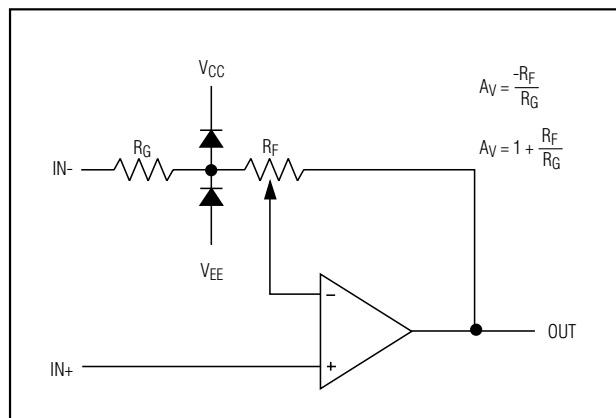 VCC
AV = -RF/RG
RG
RF
AV = 1 + RF/RG
IN-
VEE
−
OUT
IN+
+